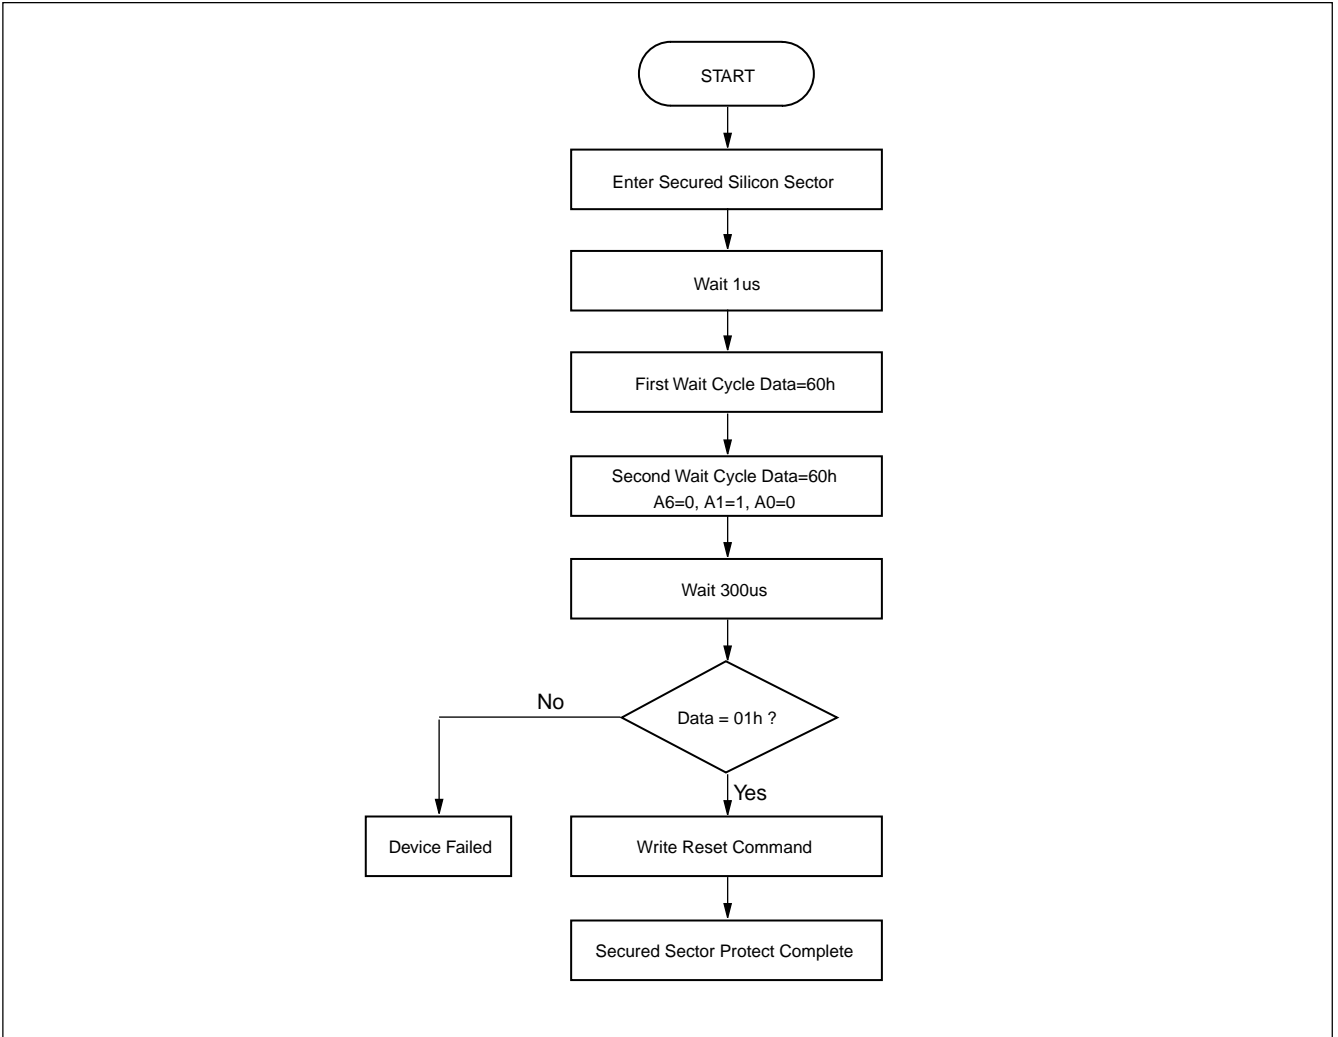 START
Enter Secured Silicon Sector
Wait 1us
First Wait Cycle Data=60h
Second Wait Cycle Data=60h
A6=0, A1=1, A0=0
Wait 300us
Data = 01h ?
No
Yes
Device Failed
Write Reset Command
Secured Sector Protect Complete